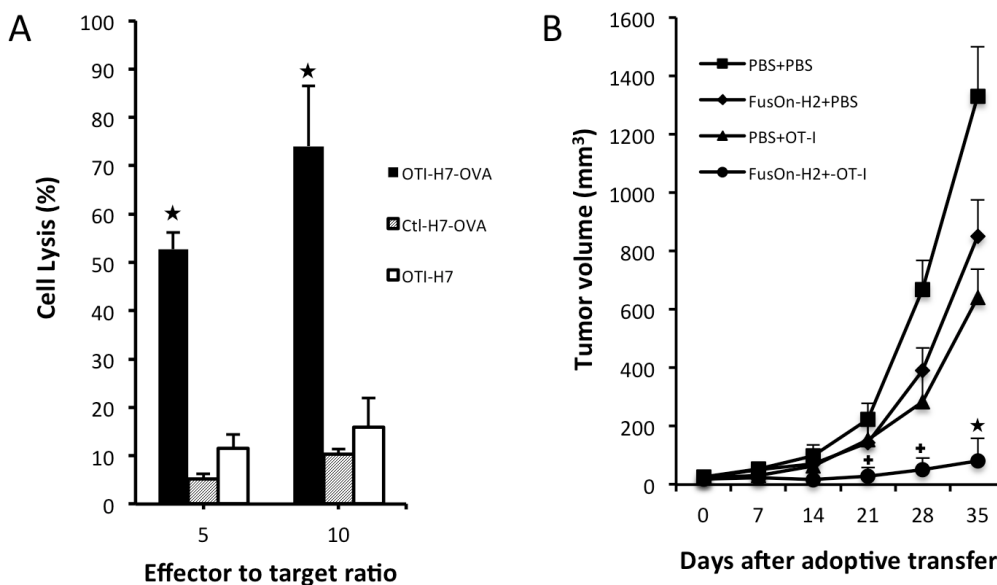 A
Cell Lysis (%)
100
90
80
70
60
50
40
30
20
10
0
★
★
OTI-H7-OVA
Ctl-H7-OVA
OTI-H7
5
10
Effector to target ratio
B
Tumor volume (mm³)
1600
1400
1200
1000
800
600
400
200
0
PBS+PBS
FusOn-H2+PBS
PBS+OT-I
FusOn-H2+-OT-I
+
+
★
0 7 14 21 28 35
Days after adoptive transfer